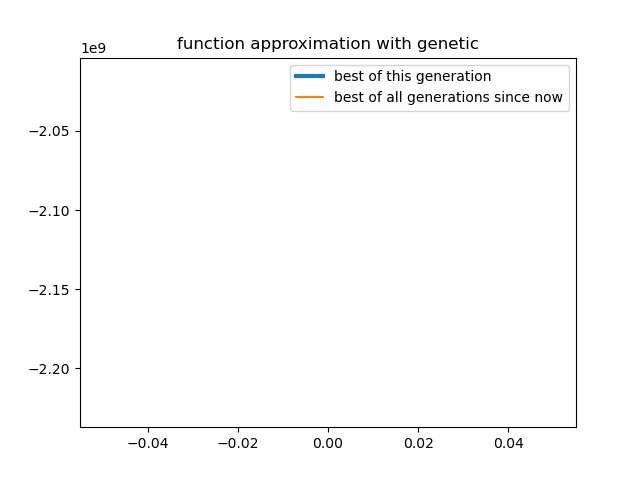 function approximation with genetic
1e9
best of this generation
best of all generations since now
−2.05
−2.10
−2.15
−2.20
−0.04 −0.02 0.00 0.02 0.04